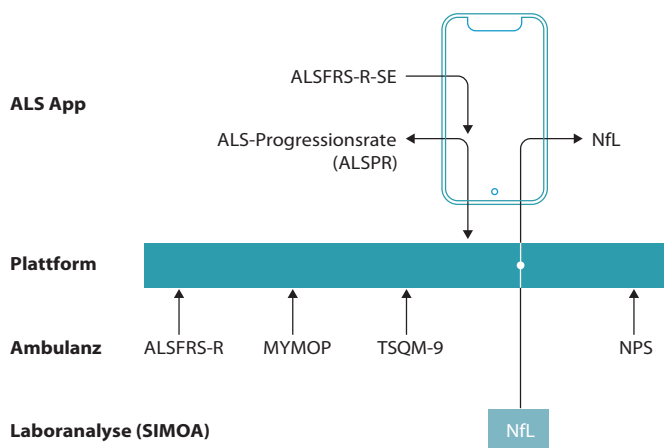 ALSFRS-R-SE
ALS App
ALS-Progressionsrate
(ALSPR)
NfL
Plattform
Ambulanz
ALSFRS-R
MYMOP
TSQM-9
NPS
Laboranalyse (SIMOA)
NfL